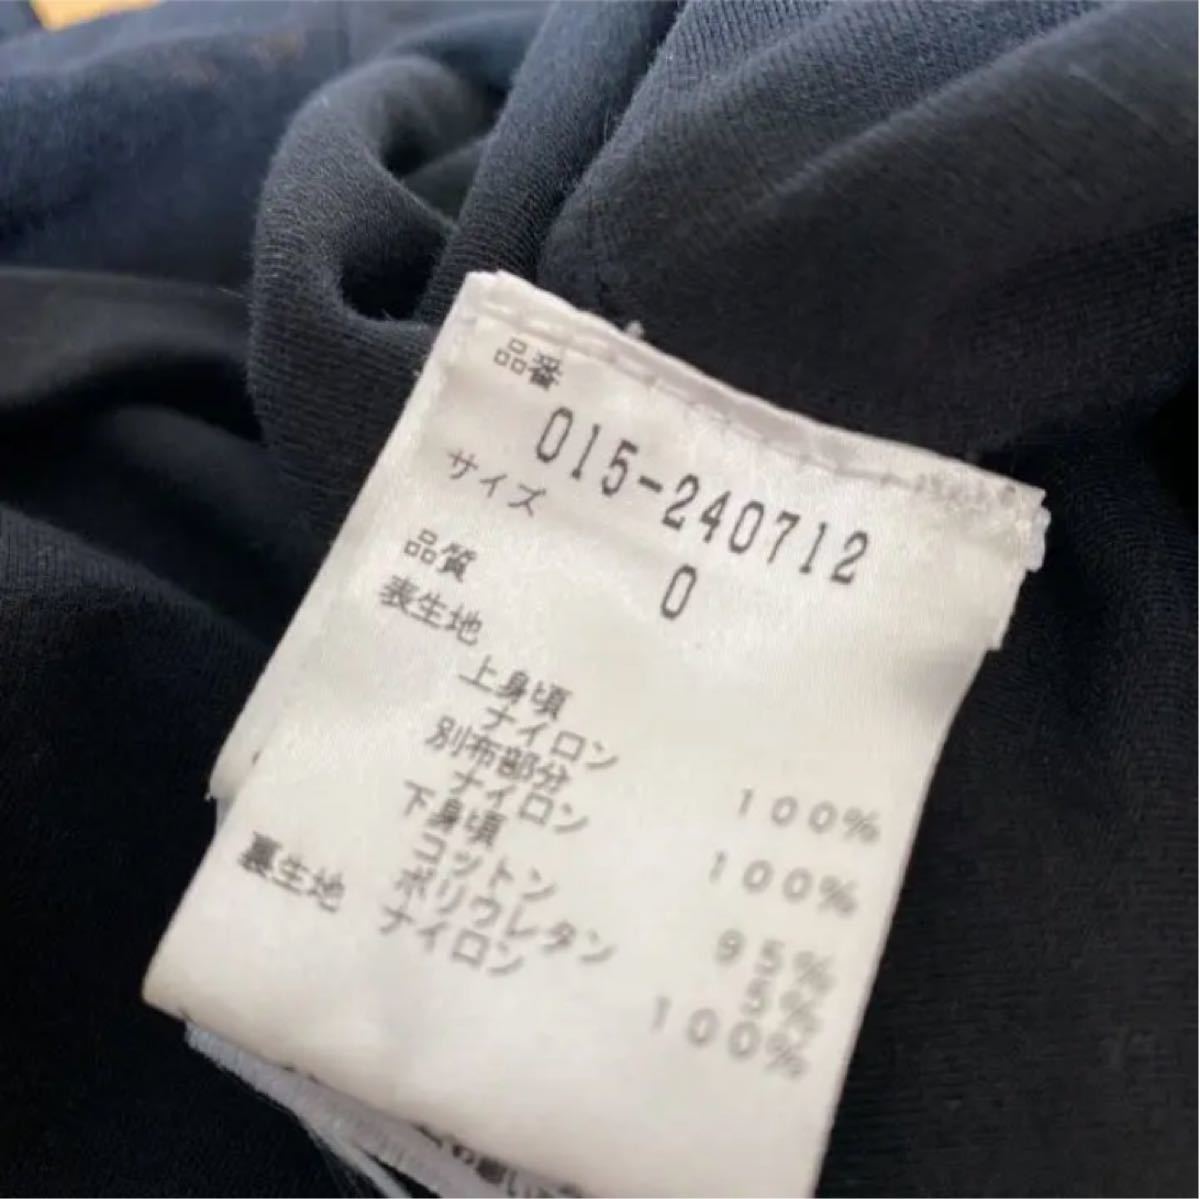 品番
015-240712
サイズ 0
品質
表生地
上身頃
ナイロン 100%
別布部分
ナイロン 100%
下身頃
コットン 95%
ポリウレタン 5%
裏生地 ナイロン 100%